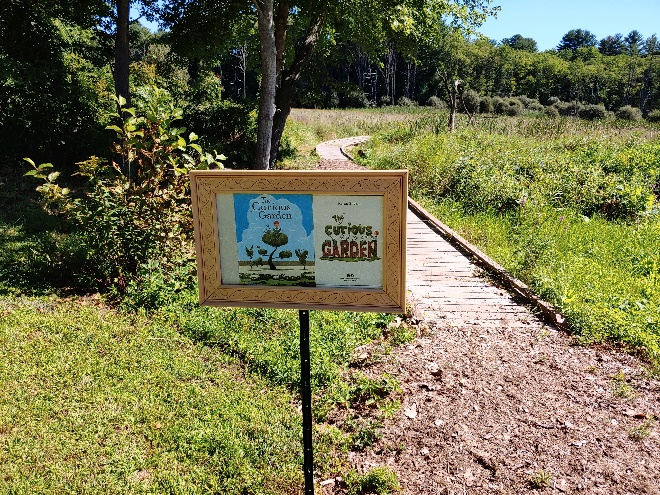 The
Curious
Garden
The
CURIOUS
GARDEN